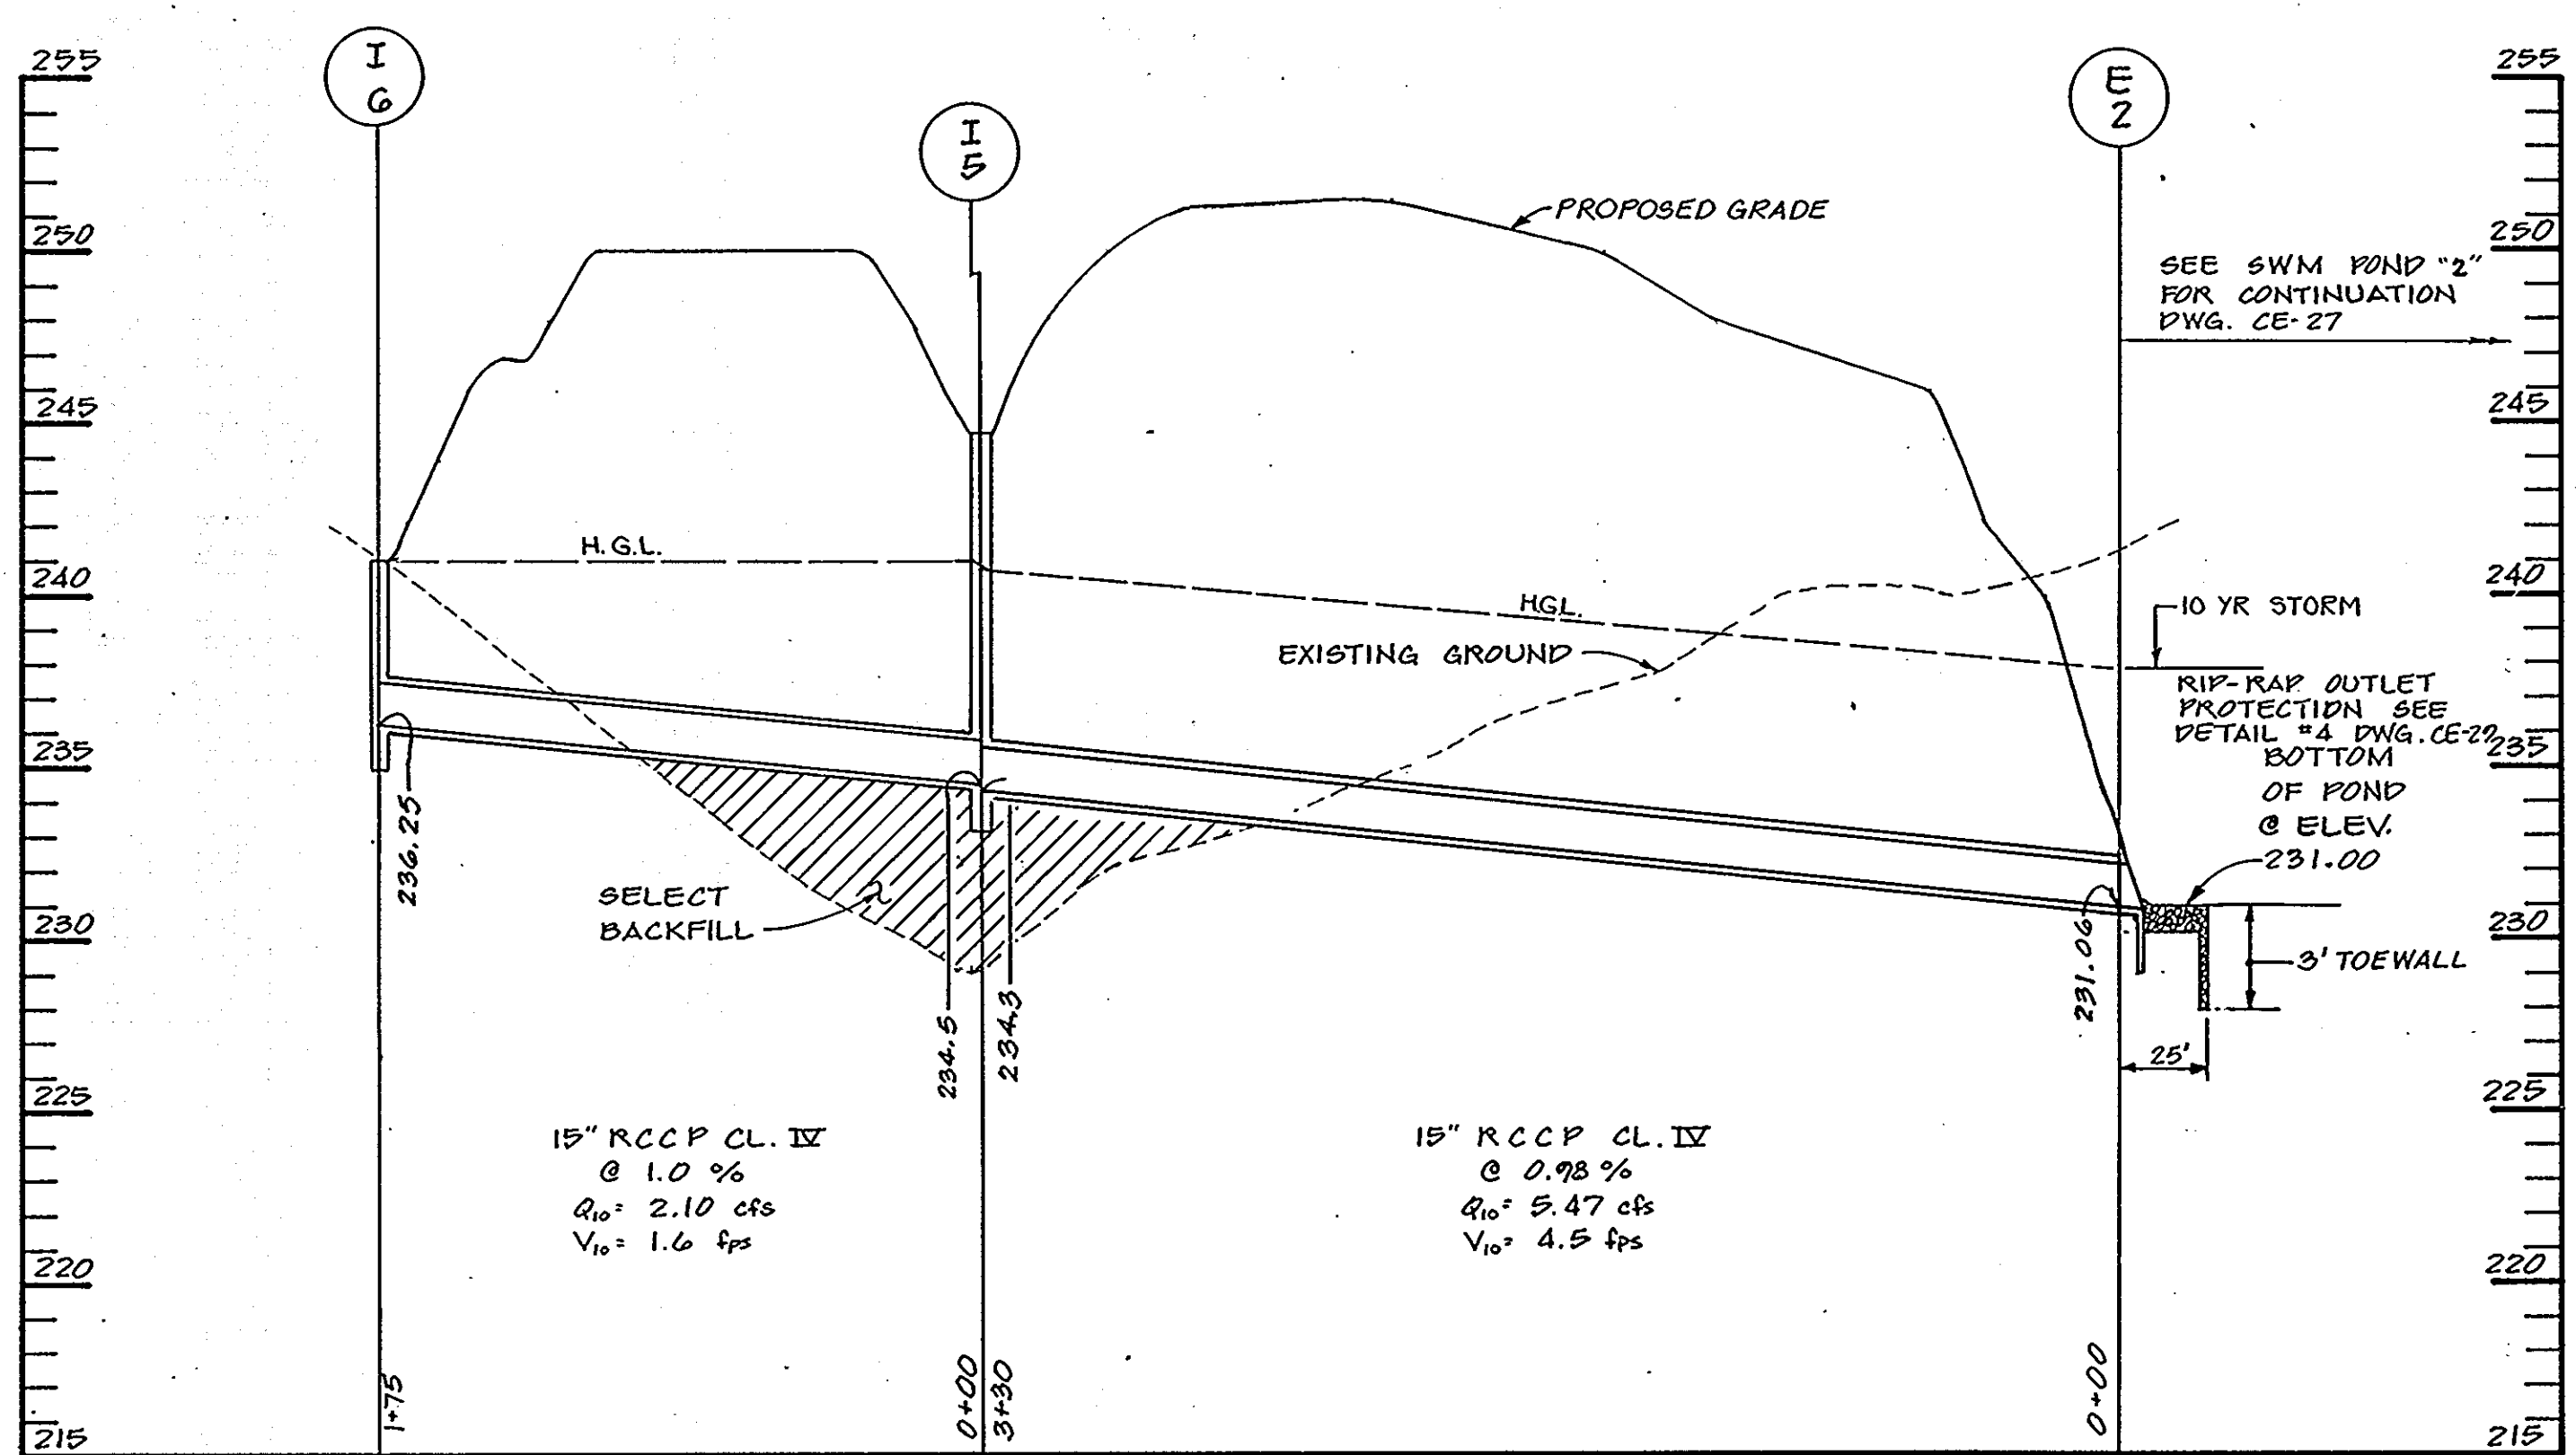 I
6
I
5
E
2
255
250
245
240
235
230
225
220
215
255
250
245
240
235
230
225
220
215
PROPOSED GRADE
SEE SWM POND "2"
FOR CONTINUATION
DWG. CE-27
H.G.L.
HGL.
EXISTING GROUND
10 YR STORM
RIP-RAP OUTLET
PROTECTION SEE
DETAIL #4 DWG. CE-29
BOTTOM
OF POND
@ ELEV.
231.00
236.25
SELECT
BACKFILL
234.5
234.3
231.06
3' TOEWALL
25'
15" RCCP CL. IV
@ 1.0 %
Q10= 2.10 cfs
V10= 1.6 fps
15" RCCP CL. IV
@ 0.98 %
Q10= 5.47 cfs
V10= 4.5 fps
1+75
0+00
3+30
0+00